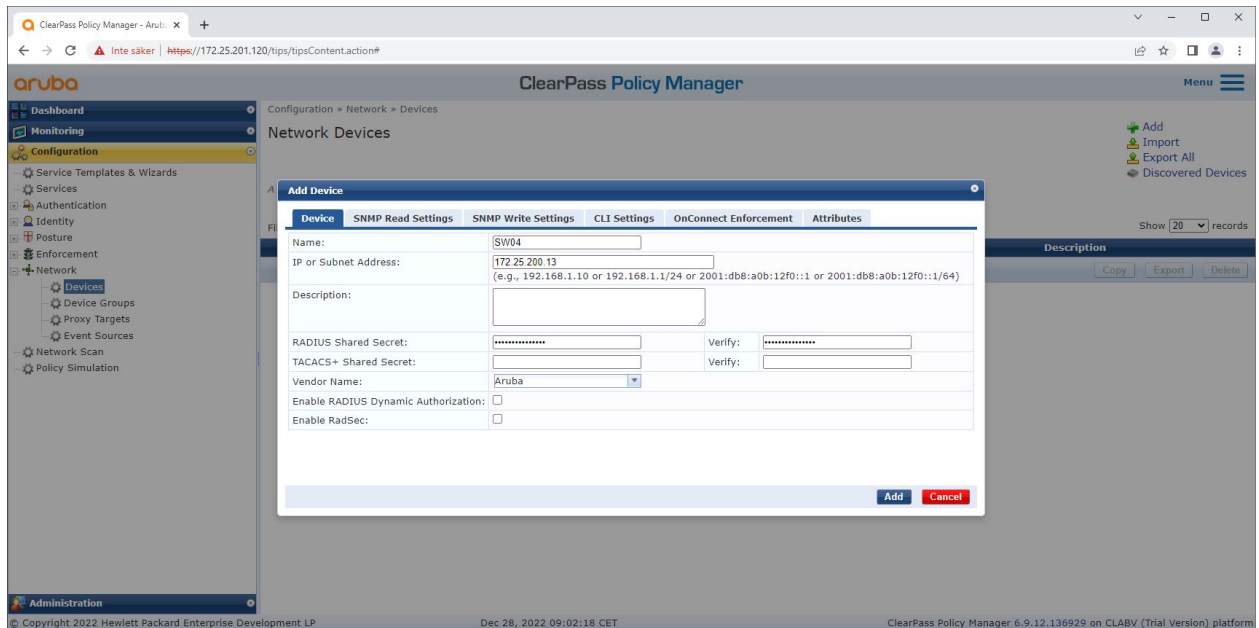 ClearPass Policy Manager - Arub
Inte säker | https://172.25.201.120/tips/tipsContent.action#
aruba
ClearPass Policy Manager
Menu
Dashboard
Monitoring
Configuration
Service Templates & Wizards
Services
Authentication
Identity
Posture
Enforcement
Network
Devices
Device Groups
Proxy Targets
Event Sources
Network Scan
Policy Simulation
Administration
Configuration » Network » Devices
Network Devices
Add
Import
Export All
Discovered Devices
A
Fi
Show 20 records
Description
Copy Export Delete
Add Device
Device SNMP Read Settings SNMP Write Settings CLI Settings OnConnect Enforcement Attributes
Name: SW04
IP or Subnet Address: 172.25.200.13
(e.g., 192.168.1.10 or 192.168.1.1/24 or 2001:db8:a0b:12f0::1 or 2001:db8:a0b:12f0::1/64)
Description:
RADIUS Shared Secret: ••••••••••••••• Verify: •••••••••••••••
TACACS+ Shared Secret: Verify:
Vendor Name: Aruba
Enable RADIUS Dynamic Authorization:
Enable RadSec:
Add Cancel
© Copyright 2022 Hewlett Packard Enterprise Development LP
Dec 28, 2022 09:02:18 CET
ClearPass Policy Manager 6.9.12.136929 on CLABV (Trial Version) platform